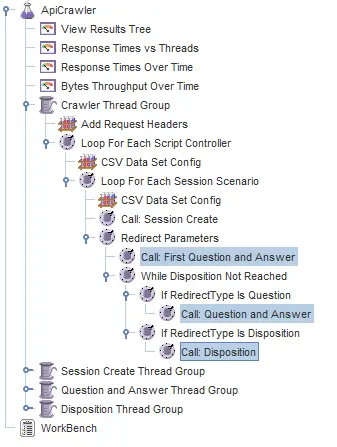 ApiCrawler
View Results Tree
Response Times vs Threads
Response Times Over Time
Bytes Throughput Over Time
Crawler Thread Group
Add Request Headers
Loop For Each Script Controller
CSV Data Set Config
Loop For Each Session Scenario
CSV Data Set Config
Call: Session Create
Redirect Parameters
Call: First Question and Answer
While Disposition Not Reached
If RedirectType Is Question
Call: Question and Answer
If RedirectType Is Disposition
Call: Disposition
Session Create Thread Group
Question and Answer Thread Group
Disposition Thread Group
WorkBench